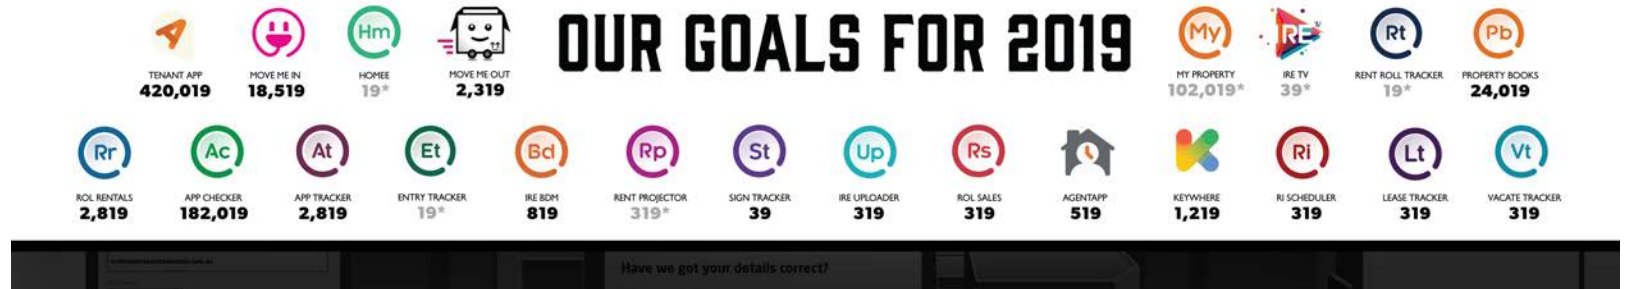 OUR GOALS FOR 2019
Hm
My
IRE
Rt
Pb
TENANT APP
420,019
MOVE ME IN
18,519
HOMEE
19*
MOVE ME OUT
2,319
MY PROPERTY
102,019*
IRE TV
39*
RENT ROLL TRACKER
19*
PROPERTY BOOKS
24,019
Rr
Ac
At
Et
Bd
Rp
St
Up
Rs
Ri
Lt
Vt
ROL RENTALS
2,819
APP CHECKER
182,019
APP TRACKER
2,819
ENTRY TRACKER
19*
IRE BDM
819
RENT PROJECTOR
319*
SIGN TRACKER
39
IRE UPLOADER
319
ROL SALES
319
AGENTAPP
519
KEYWHERE
1,219
RI SCHEDULER
319
LEASE TRACKER
319
VACATE TRACKER
319
Have we got your details correct?